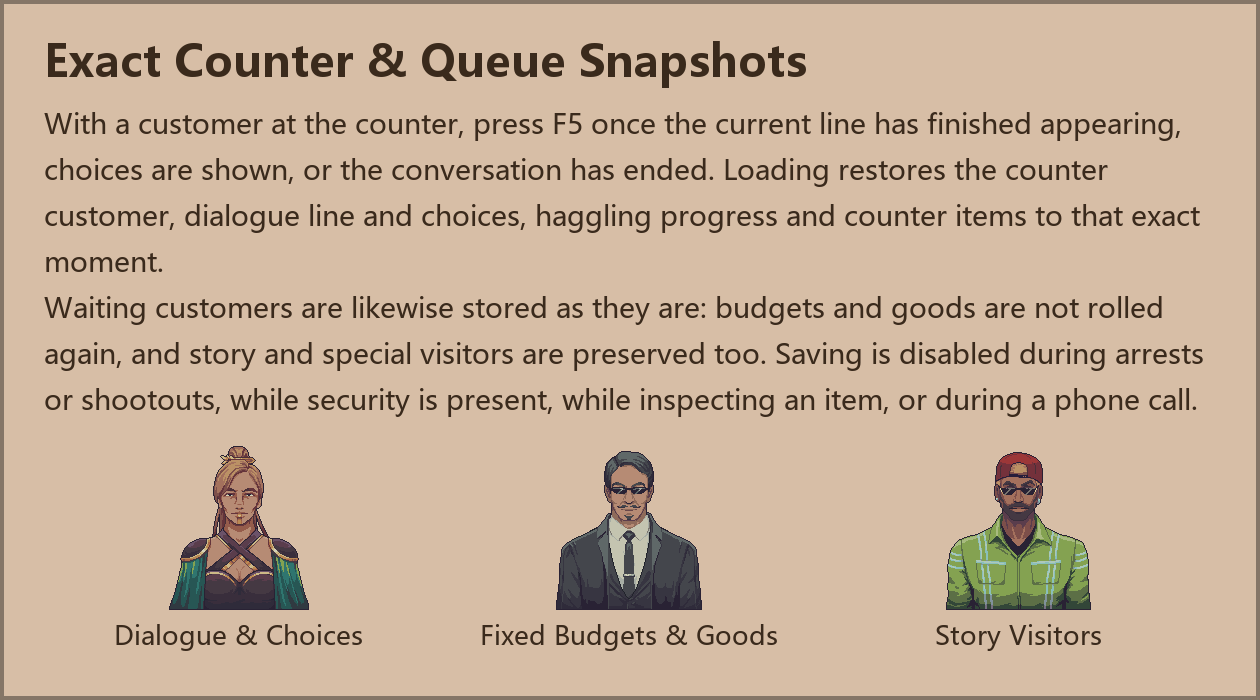 Exact Counter & Queue Snapshots
With a customer at the counter, press F5 once the current line has finished appearing,
choices are shown, or the conversation has ended. Loading restores the counter
customer, dialogue line and choices, haggling progress and counter items to that exact
moment.
Waiting customers are likewise stored as they are: budgets and goods are not rolled
again, and story and special visitors are preserved too. Saving is disabled during arrests
or shootouts, while security is present, while inspecting an item, or during a phone call.
Dialogue & Choices
Fixed Budgets & Goods
Story Visitors